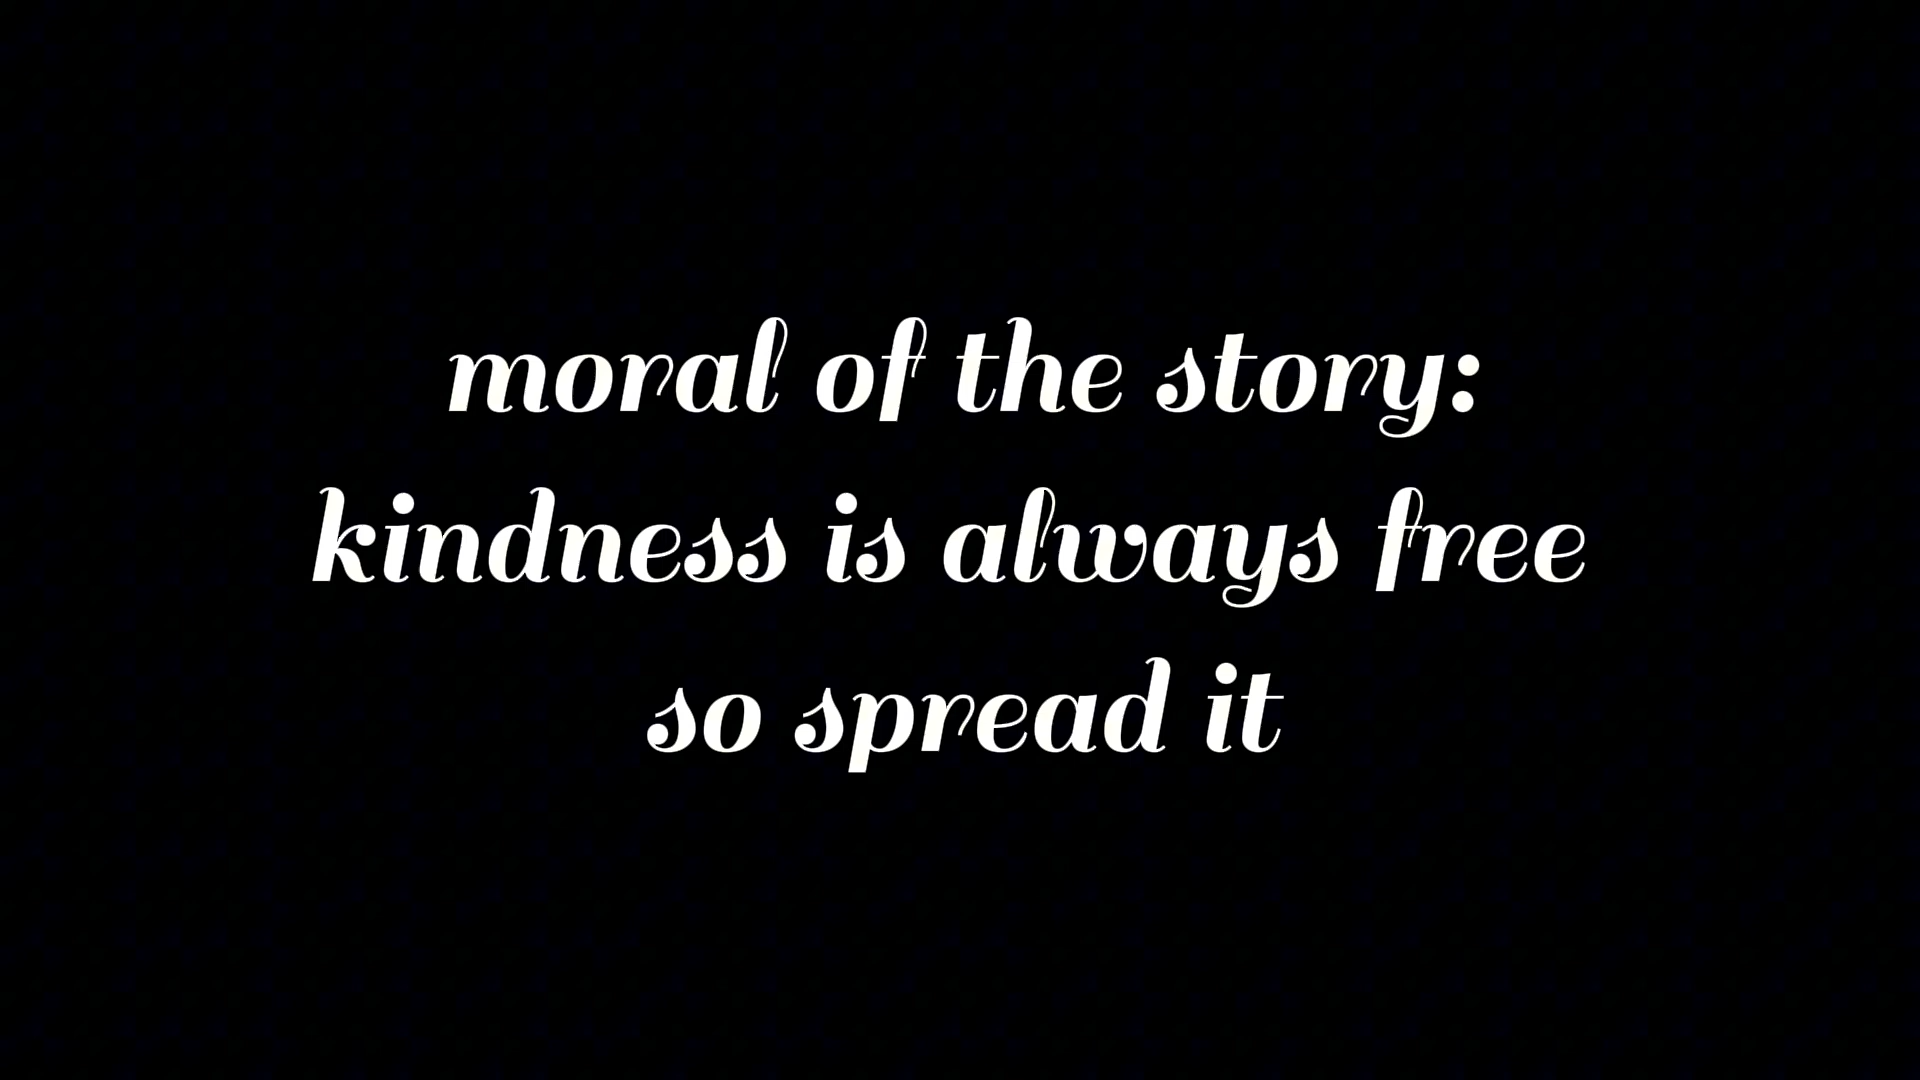 moral of the story:
kindness is always free
so spread it